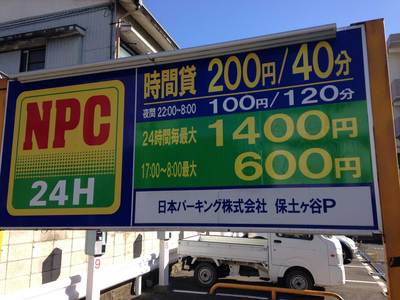 NPC
24H
時間貸 200円/40分
夜間 22:00~8:00 100円/120分
24時間毎最大 1400円
17:00~8:00最大 600円
日本パーキング株式会社 保土ヶ谷P
9